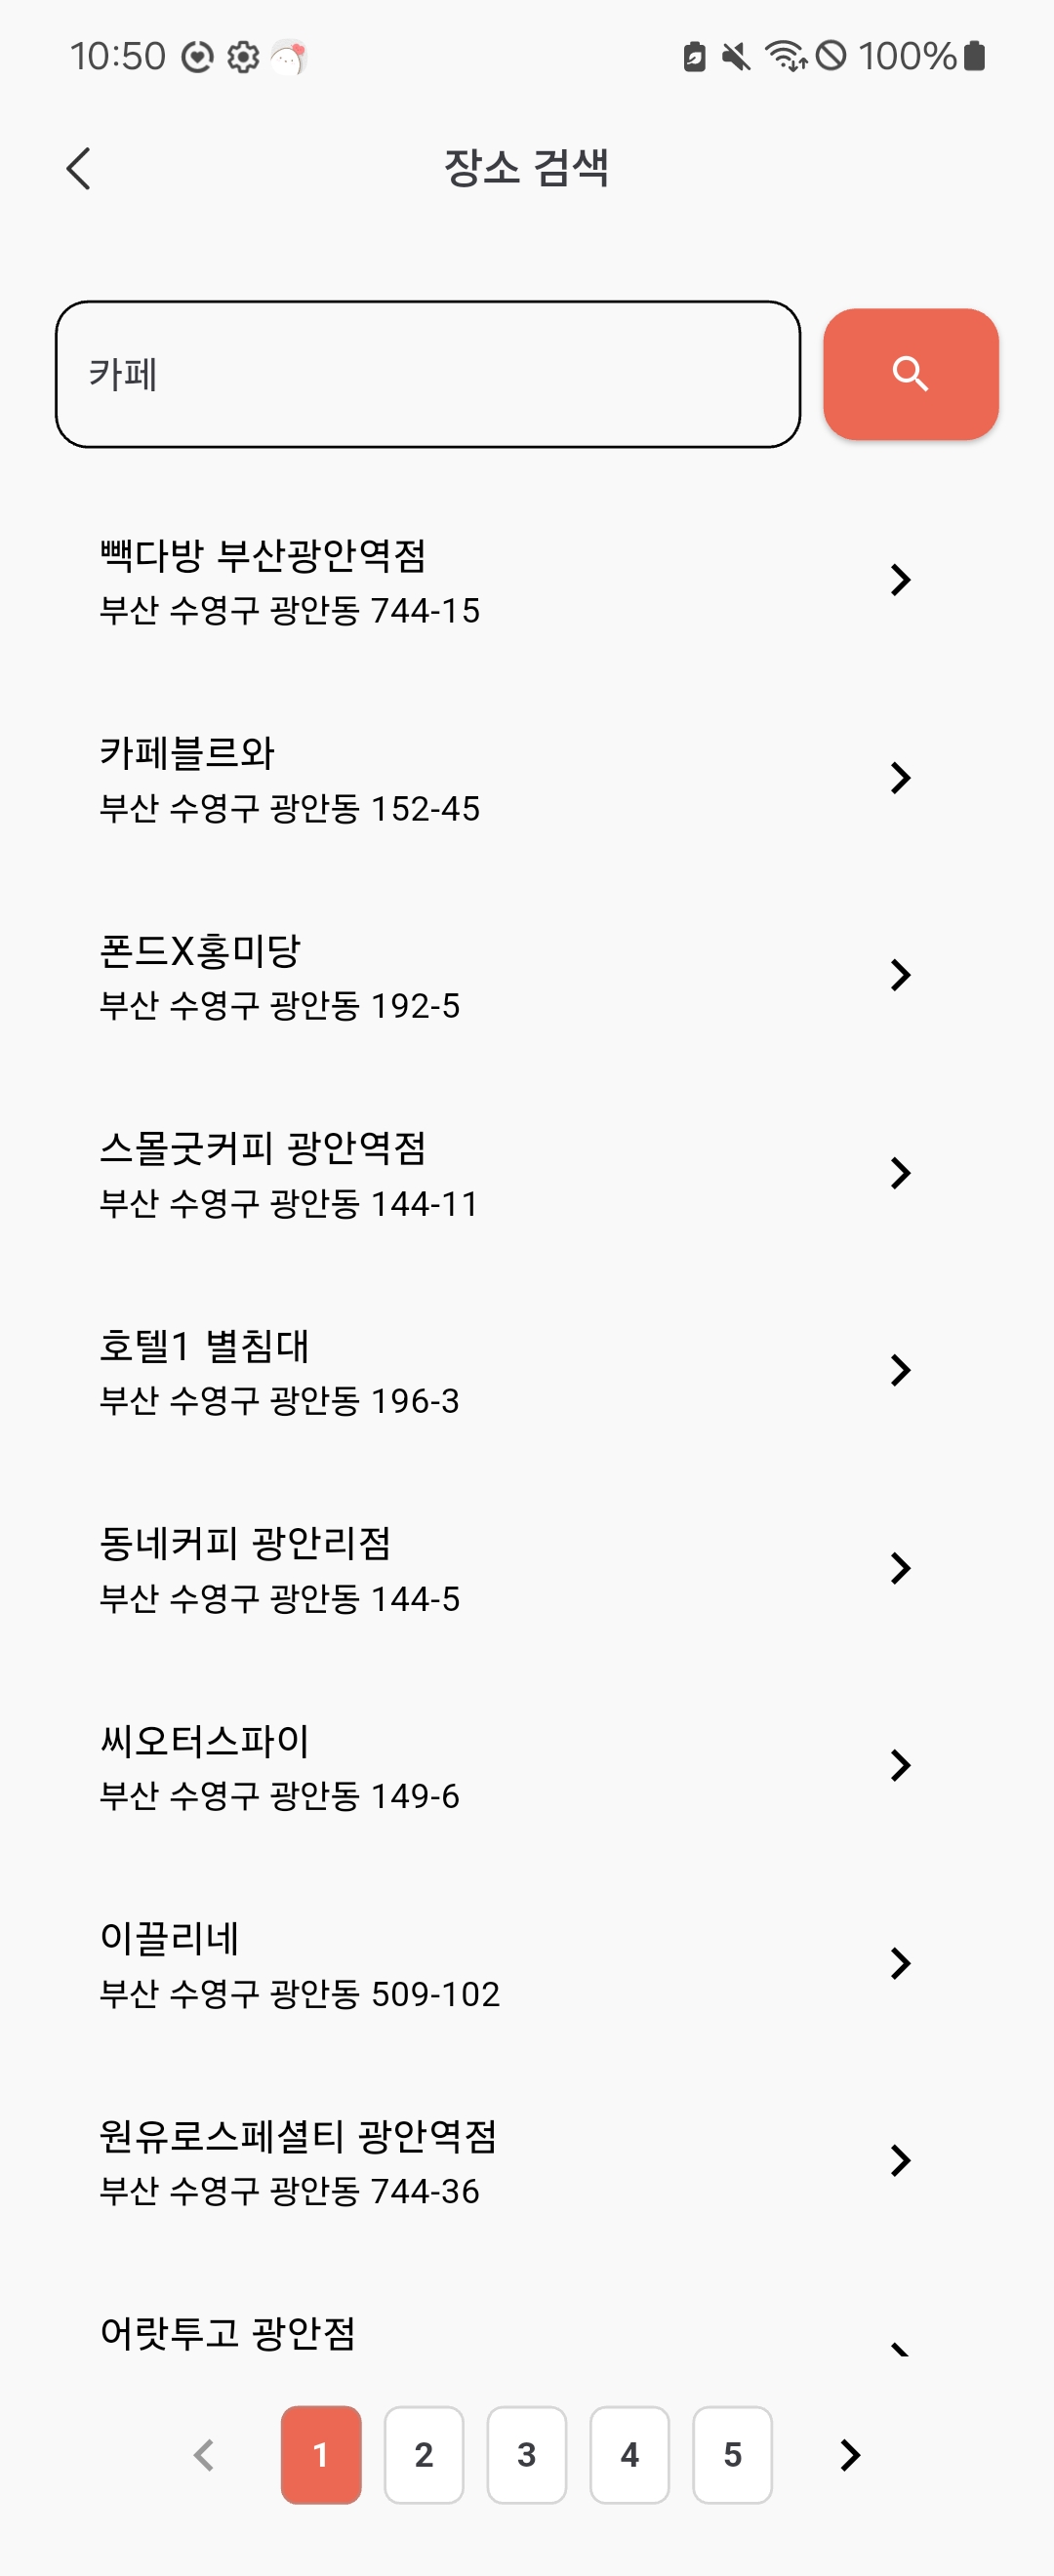 10:50 100%
장소 검색
카페
빽다방 부산광안역점
부산 수영구 광안동 744-15
카페블르와
부산 수영구 광안동 152-45
폰드X홍미당
부산 수영구 광안동 192-5
스몰굿커피 광안역점
부산 수영구 광안동 144-11
호텔1 별침대
부산 수영구 광안동 196-3
동네커피 광안리점
부산 수영구 광안동 144-5
씨오터스파이
부산 수영구 광안동 149-6
이끌리네
부산 수영구 광안동 509-102
원유로스페셜티 광안역점
부산 수영구 광안동 744-36
어랏투고 광안점
1 2 3 4 5